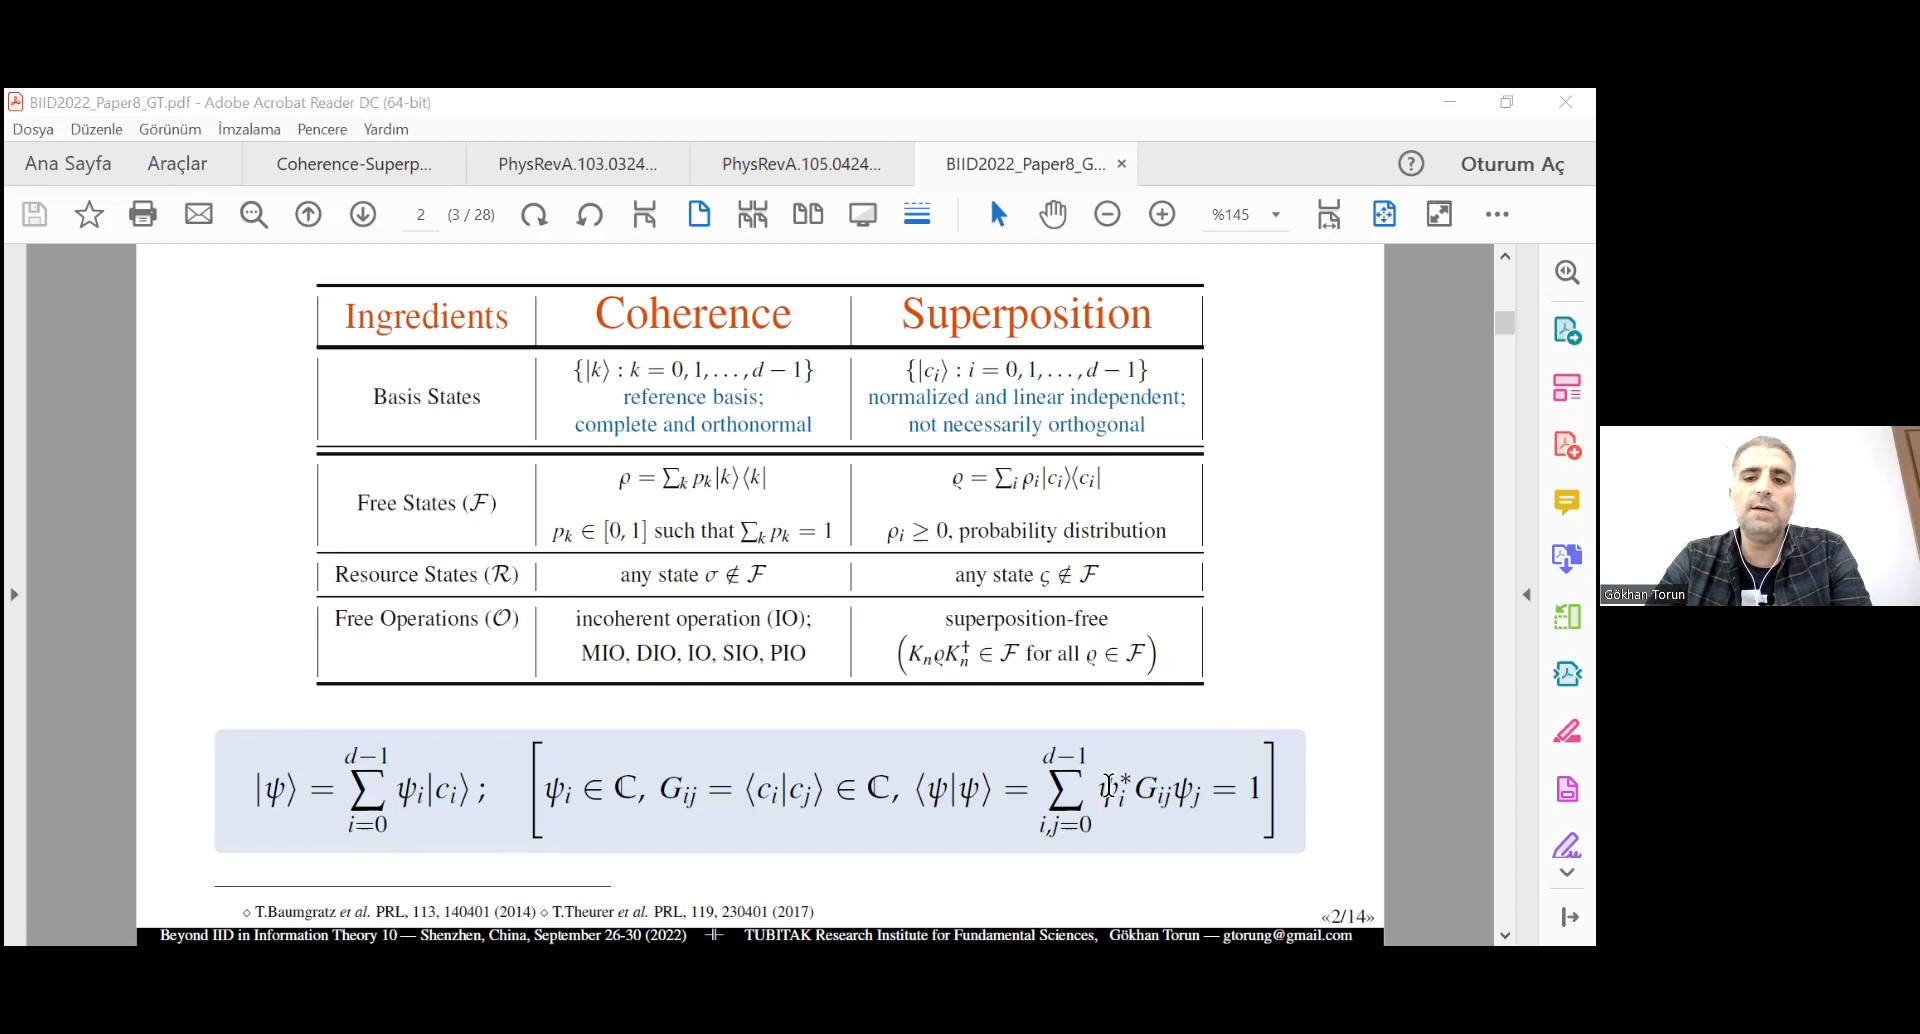 BIID2022_Paper8_GT.pdf - Adobe Acrobat Reader DC (64-bit)
Dosya Düzenle Görünüm İmzalama Pencere Yardım
Ana Sayfa Araçlar Coherence-Superp... PhysRevA.103.0324... PhysRevA.105.0424... BIID2022_Paper8_G... × ? Oturum Aç
2 (3 / 28) %145
Ingredients Coherence Superposition
Basis States
{|k⟩ : k = 0, 1, . . . , d − 1}
reference basis;
complete and orthonormal
{|c_i⟩ : i = 0, 1, . . . , d − 1}
normalized and linear independent;
not necessarily orthogonal
Free States (ℱ)
ρ = ∑_k p_k|k⟩⟨k|
p_k ∈ [0, 1] such that ∑_k p_k = 1
ϱ = ∑_i ρ_i|c_i⟩⟨c_i|
ρ_i ≥ 0, probability distribution
Resource States (ℛ) any state σ ∉ ℱ any state ς ∉ ℱ
Free Operations (𝒪)
incoherent operation (IO);
MIO, DIO, IO, SIO, PIO
superposition-free
(K_nϱK_n^† ∈ ℱ for all ϱ ∈ ℱ)
|ψ⟩ = ∑_{i=0}^{d−1} ψ_i|c_i⟩ ; [ψ_i ∈ ℂ, G_ij = ⟨c_i|c_j⟩ ∈ ℂ, ⟨ψ|ψ⟩ = ∑_{i,j=0}^{d−1} ψ_i^* G_ij ψ_j = 1]
⋄ T.Baumgratz et al. PRL, 113, 140401 (2014) ⋄ T.Theurer et al. PRL, 119, 230401 (2017)
«2/14»
Beyond IID in Information Theory 10 — Shenzhen, China, September 26-30 (2022) ⊣⊢ TUBITAK Research Institute for Fundamental Sciences, Gökhan Torun — gtorung@gmail.com
Gökhan Torun